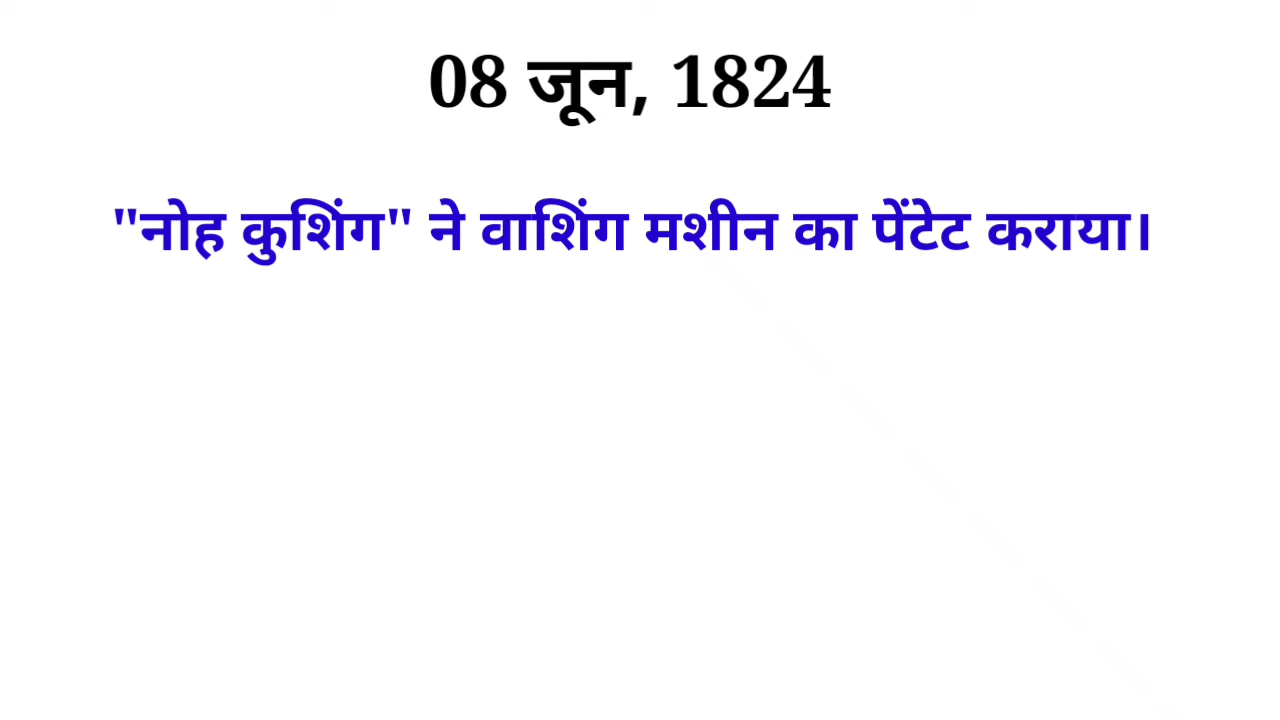 08 जून, 1824
"नोह कुशिंग" ने वाशिंग मशीन का पेंटेट कराया।